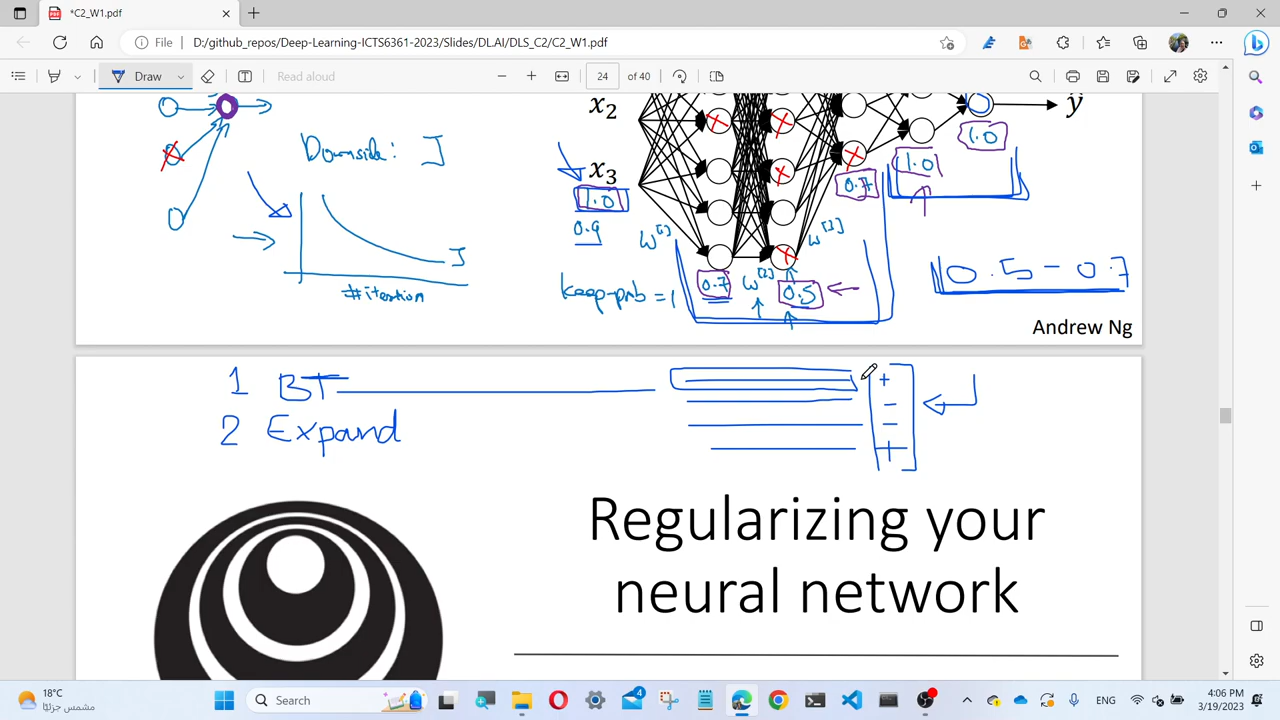 *C2_W1.pdf
File
D:/github_repos/Deep-Learning-ICTS6361-2023/Slides/DL.AI/DLS_C2/C2_W1.pdf
Draw
Read aloud
24
of 40
x₂
x₃
ŷ
Downside: J
J
#iteration
1.0
0.9
keep-prob = 1
W[1]
0.7
W[2]
0.5
W[3]
0.7
1.0
1.0
0.5 - 0.7
Andrew Ng
1 BT
2 Expand
+
-
-
+
Regularizing your
neural network
18°C
مشمس جزئيًا
Search
4
ENG
4:06 PM
3/19/2023